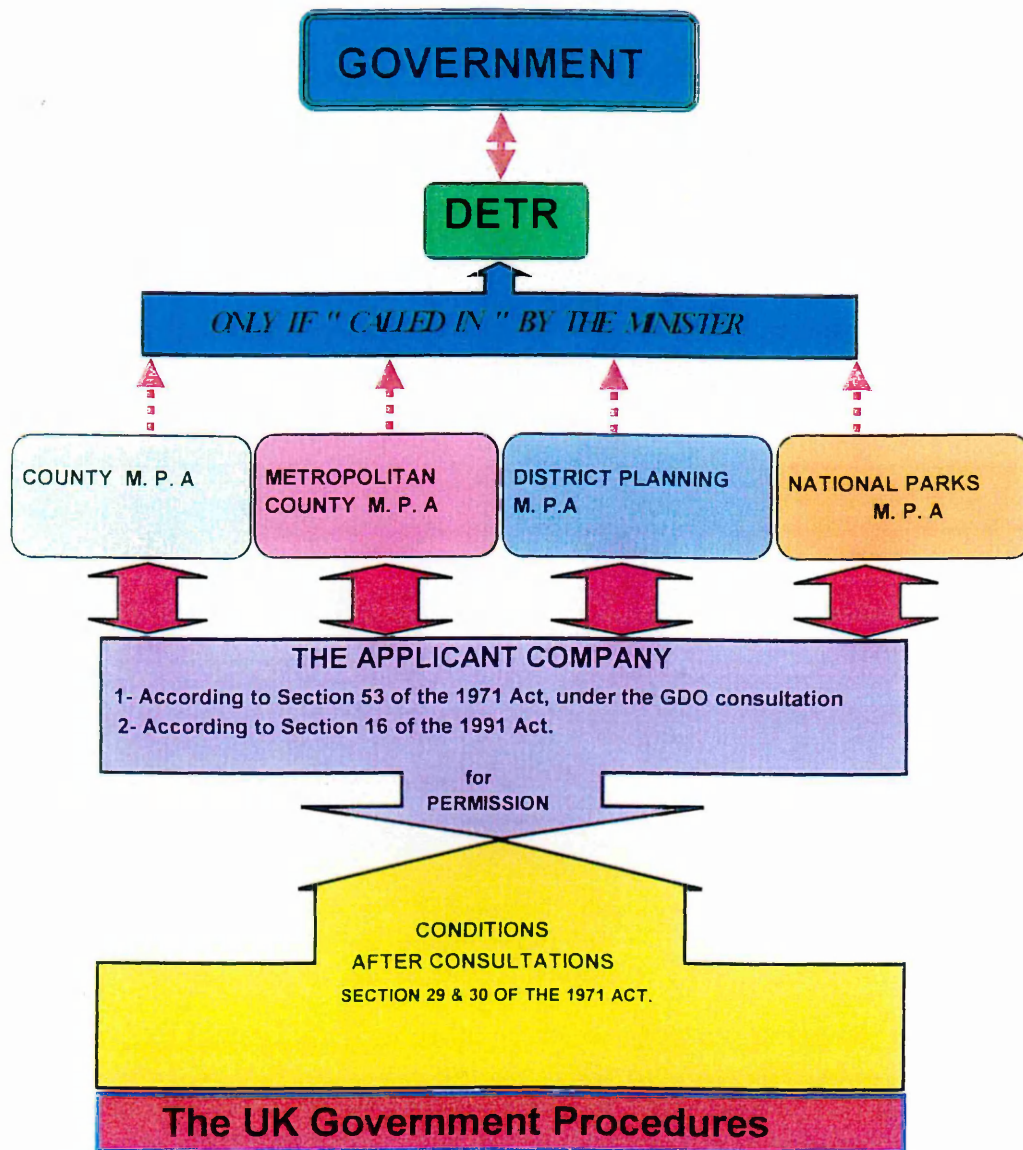 GOVERNMENT
DETR
ONLY IF " CALLED IN " BY THE MINISTER
COUNTY M. P. A
METROPOLITAN
COUNTY M. P. A
DISTRICT PLANNING
M. P.A
NATIONAL PARKS
M. P. A
THE APPLICANT COMPANY
1- According to Section 53 of the 1971 Act, under the GDO consultation
2- According to Section 16 of the 1991 Act.
for
PERMISSION
CONDITIONS
AFTER CONSULTATIONS
SECTION 29 & 30 OF THE 1971 ACT.
The UK Government Procedures